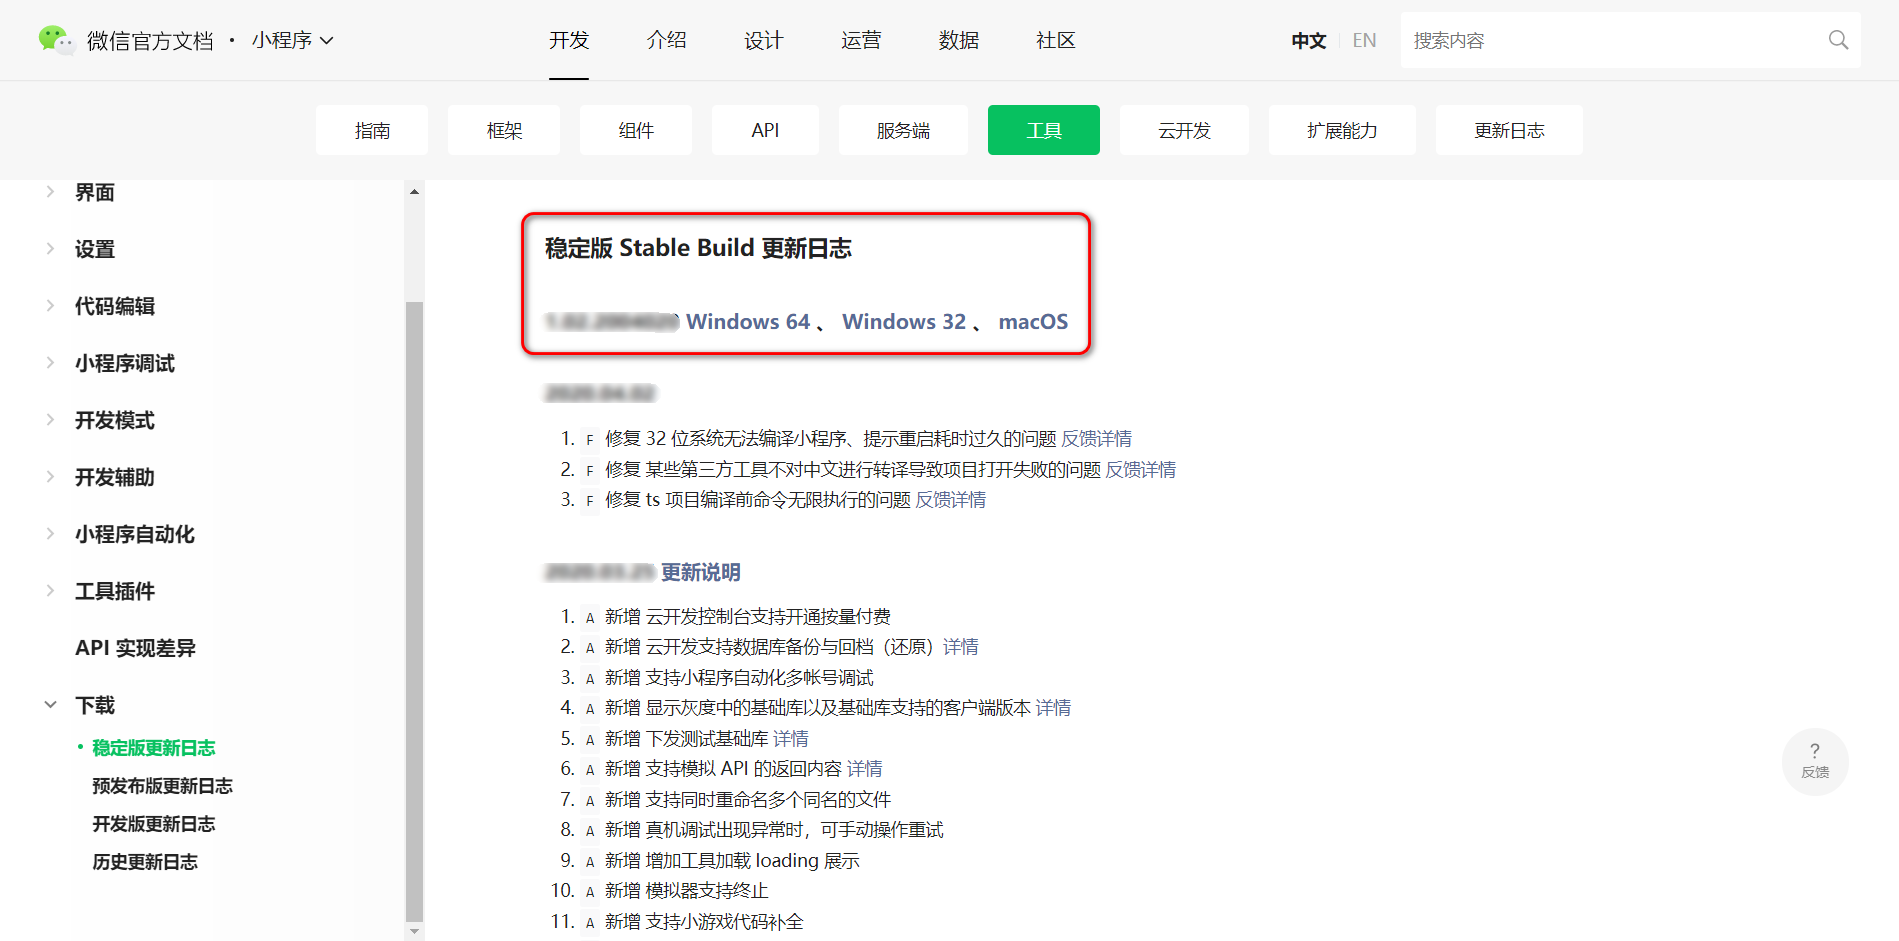 微信官方文档 · 小程序
开发 介绍 设计 运营 数据 社区
中文 EN 搜索内容
指南 框架 组件 API 服务端 工具 云开发 扩展能力 更新日志
界面
设置
代码编辑
小程序调试
开发模式
开发辅助
小程序自动化
工具插件
API 实现差异
下载
• 稳定版更新日志
预发布版更新日志
开发版更新日志
历史更新日志
稳定版 Stable Build 更新日志
Windows 64 、 Windows 32 、 macOS
1. F 修复 32 位系统无法编译小程序、提示重启耗时过久的问题 反馈详情
2. F 修复 某些第三方工具不对中文进行转译导致项目打开失败的问题 反馈详情
3. F 修复 ts 项目编译前命令无限执行的问题 反馈详情
更新说明
1. A 新增 云开发控制台支持开通按量付费
2. A 新增 云开发支持数据库备份与回档（还原）详情
3. A 新增 支持小程序自动化多帐号调试
4. A 新增 显示灰度中的基础库以及基础库支持的客户端版本 详情
5. A 新增 下发测试基础库 详情
6. A 新增 支持模拟 API 的返回内容 详情
7. A 新增 支持同时重命名多个同名的文件
8. A 新增 真机调试出现异常时，可手动操作重试
9. A 新增 增加工具加载 loading 展示
10. A 新增 模拟器支持终止
11. A 新增 支持小游戏代码补全
?
反馈